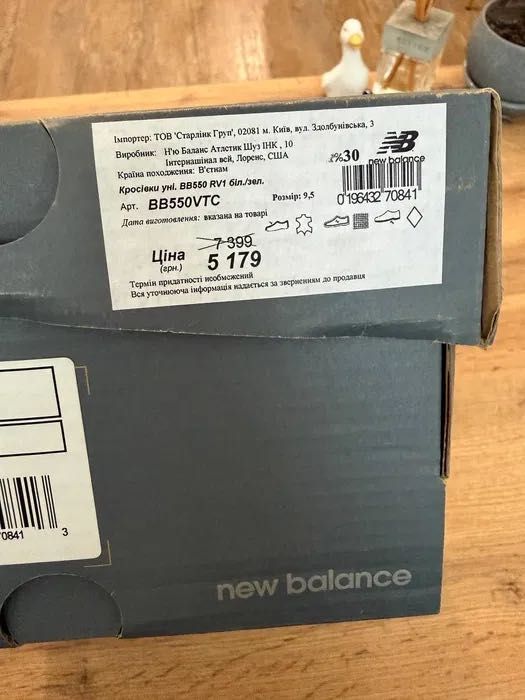 Імпортер: ТОВ 'Старлінк Груп', 02081 м. Київ, вул. Здолбунівська, 3
Виробник: Н'ю Баланс Атлетік Шуз ІНК , 10
Інтернашінал вей, Лоренс, США
Країна походження: В'єтнам
Кросівки уні. BB550 RV1 біл./зел.
Арт. BB550VTC
Розмір: 9,5
Дата виготовлення: вказана на товарі
Ціна (грн.)
7 399
5 179
Термін придатності необмежений
Вся уточнююча інформація надається за зверненням до продавця
%30
NB
new balance
0 196432 70841
70841 3
new balance